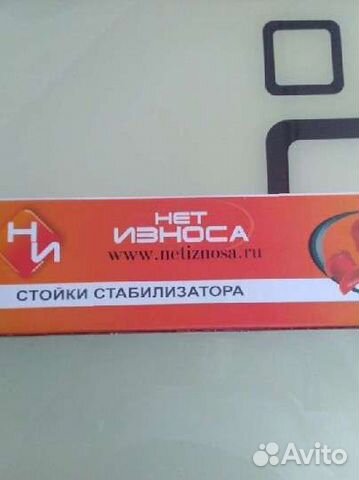 НИ
НЕТ
ИЗНОСА
www.netiznosa.ru
СТОЙКИ СТАБИЛИЗАТОРА
Avito